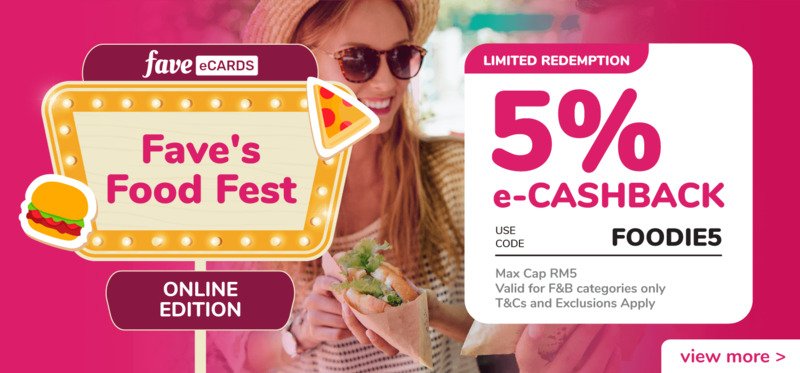 fave eCARDS
Fave's
Food Fest
ONLINE
EDITION
LIMITED REDEMPTION
5%
e-CASHBACK
USE
CODE
FOODIE5
Max Cap RM5
Valid for F&B categories only
T&Cs and Exclusions Apply
view more >